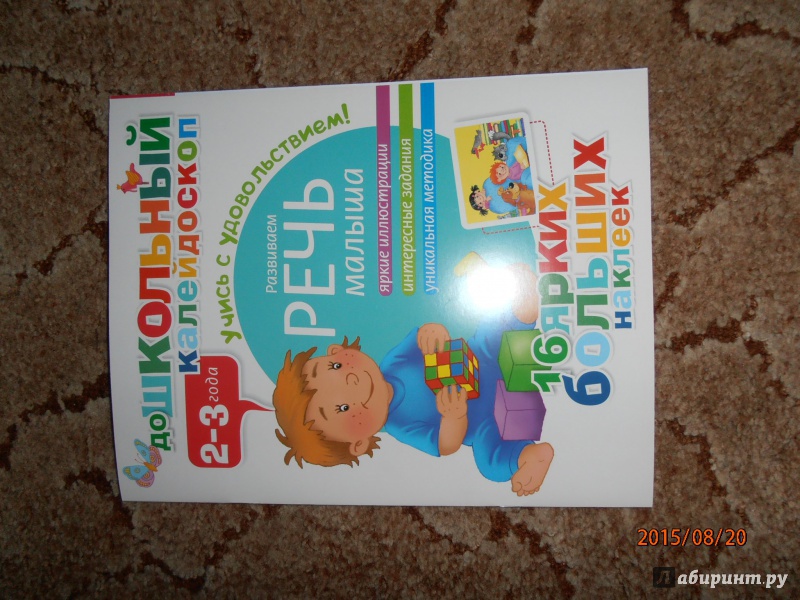 дошкольный
калейдоскоп
учись с удовольствием!
2-3 года
Развиваем
РЕЧЬ
малыша
яркие иллюстрации
интересные задания
уникальная методика
16 ярких
больших
наклеек
2015/08/20
Лабиринт.ру